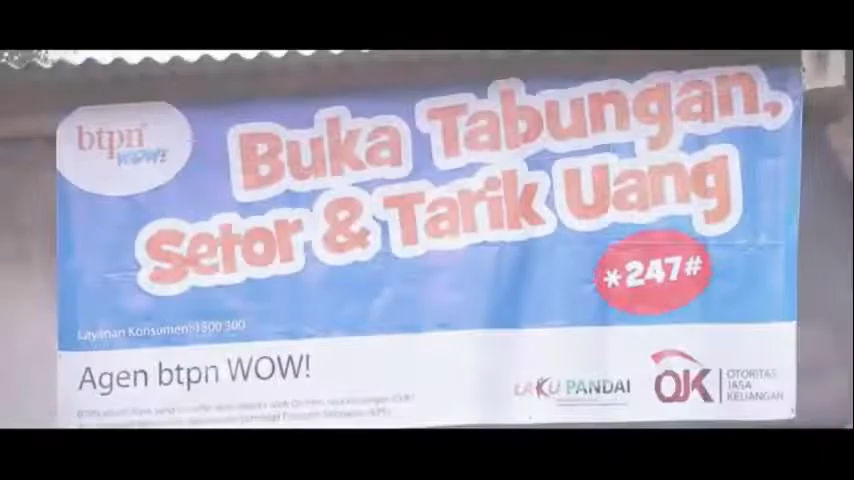 btpn
WOW!
Buka Tabungan,
Setor & Tarik Uang
*247#
Layanan Konsumen: 1500 300
Agen btpn WOW!
LAKU PANDAI
OJK
OTORITAS
JASA
KEUANGAN